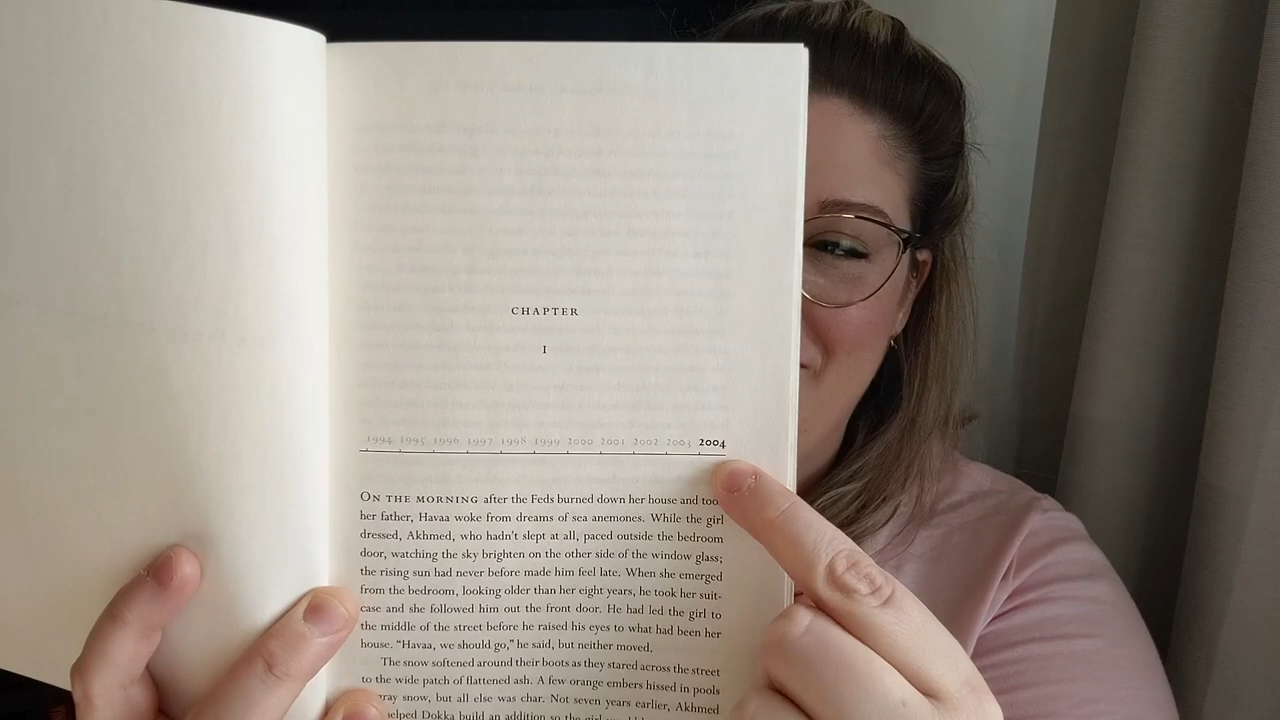 CHAPTER
I
1994 1995 1996 1997 1998 1999 2000 2001 2002 2003 2004
ON THE MORNING after the Feds burned down her house and too
her father, Havaa woke from dreams of sea anemones. While the girl
dressed, Akhmed, who hadn't slept at all, paced outside the bedroom
door, watching the sky brighten on the other side of the window glass;
the rising sun had never before made him feel late. When she emerged
from the bedroom, looking older than her eight years, he took her suit-
case and she followed him out the front door. He had led the girl to
the middle of the street before he raised his eyes to what had been her
house. "Havaa, we should go," he said, but neither moved.
The snow softened around their boots as they stared across the street
to the wide patch of flattened ash. A few orange embers hissed in pools
gray snow, but all else was char. Not seven years earlier, Akhmed
helped Dokka build an addition so the girl